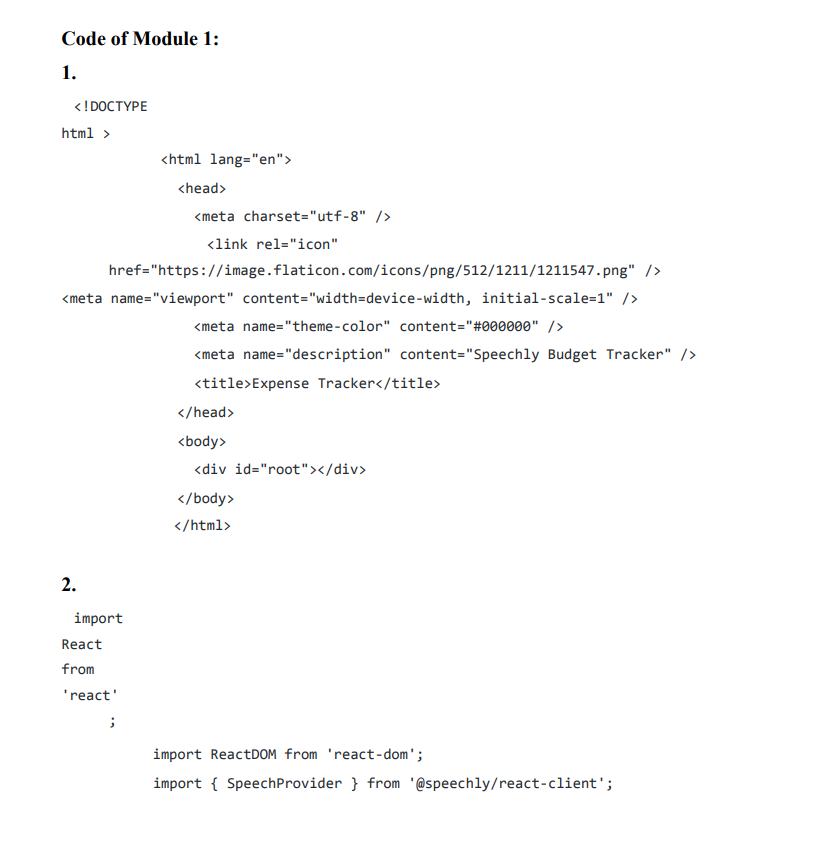 Code of Module 1:
1.
<!DOCTYPE
html >
<html lang="en">
<head>
<meta charset="utf-8" />
<link rel="icon"
href="https://image.flaticon.com/icons/png/512/1211/1211547.png" />
<meta name="viewport" content="width=device-width, initial-scale=1" />
<meta name="theme-color" content="#000000" />
<meta name="description" content="Speechly Budget Tracker" />
<title>Expense Tracker</title>
</head>
<body>
<div id="root"></div>
</body>
</html>
2.
import
React
from
'react'
;
import ReactDOM from 'react-dom';
import { SpeechProvider } from '@speechly/react-client';